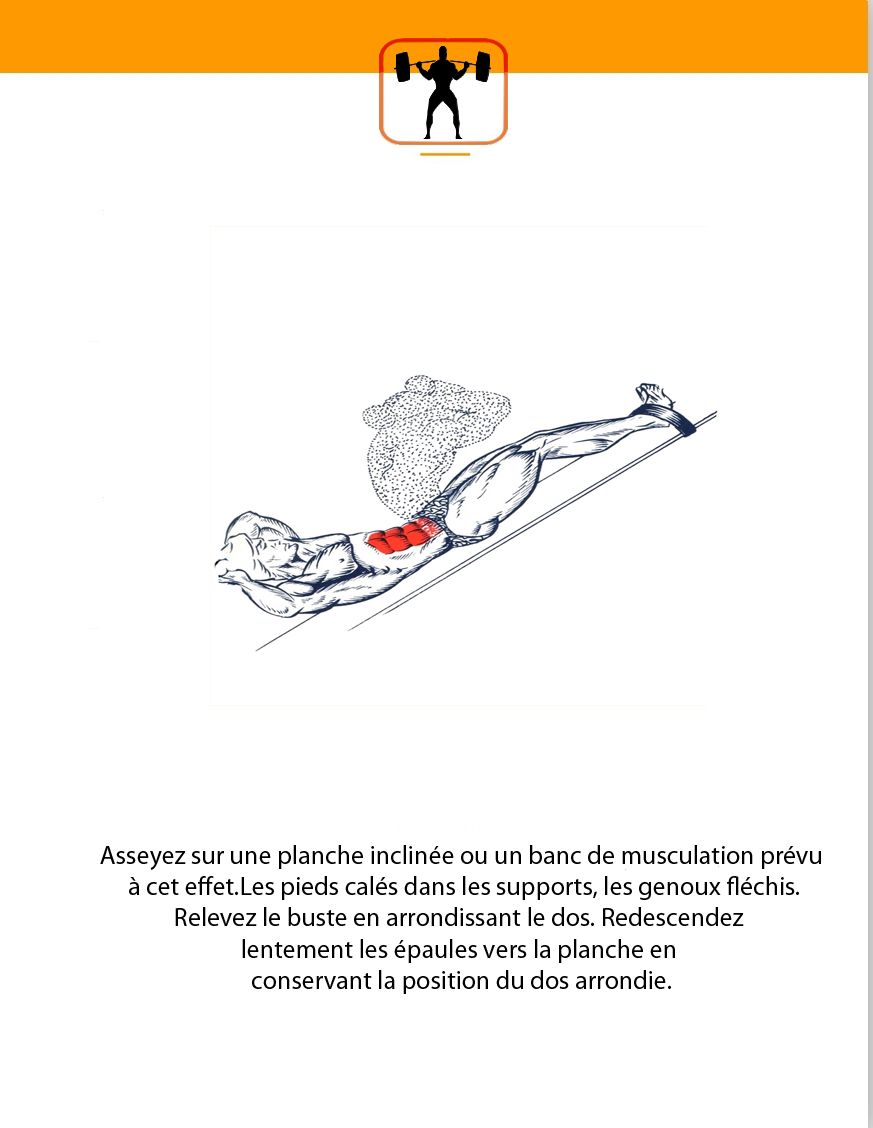 Asseyez sur une planche inclinée ou un banc de musculation prévu
à cet effet.Les pieds calés dans les supports, les genoux fléchis.
Relevez le buste en arrondissant le dos. Redescendez
lentement les épaules vers la planche en
conservant la position du dos arrondie.